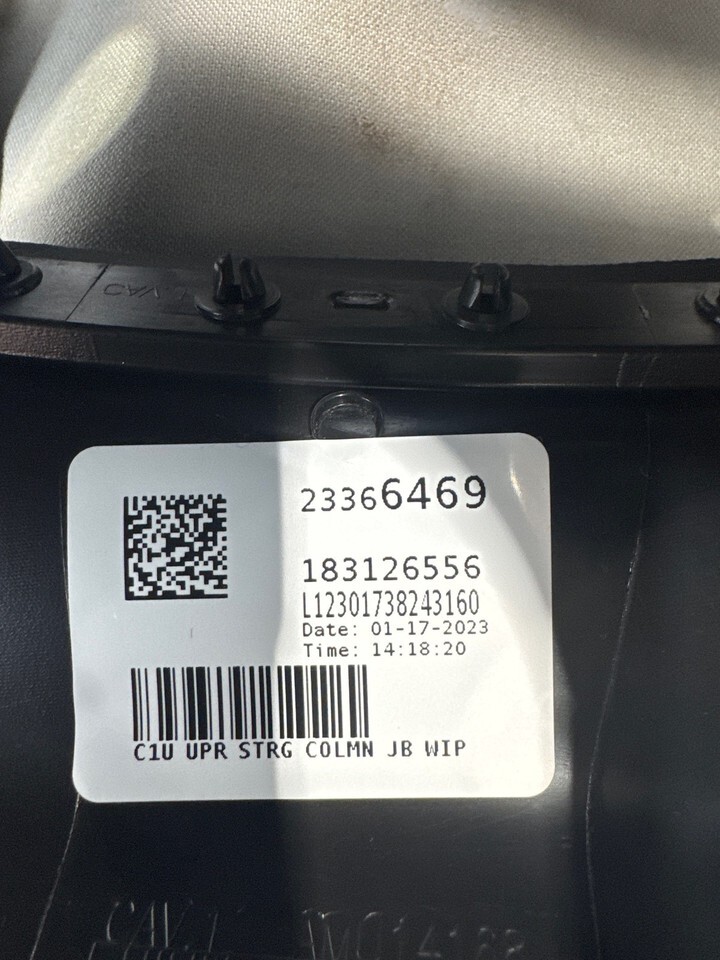 23366469
183126556
L12301738243160
Date: 01-17-2023
Time: 14:18:20
C1U UPR STRG COLMN JB WIP